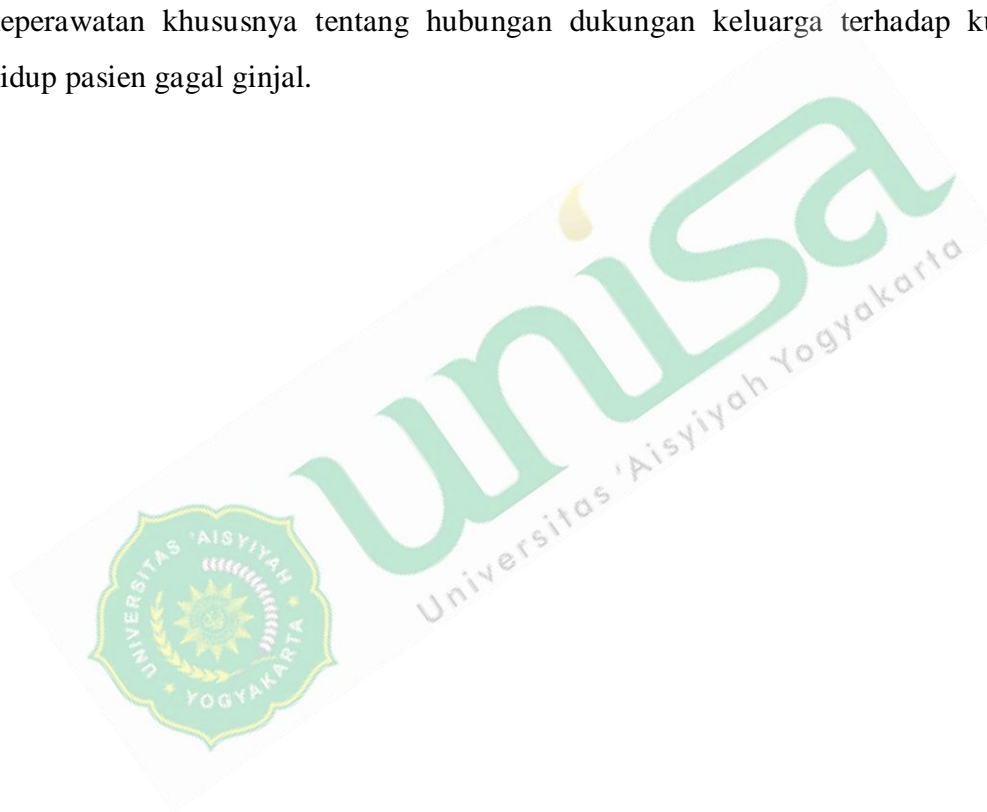 eperawatan khususnya tentang hubungan dukungan keluarga terhadap ku
idup pasien gagal ginjal.
unisa
Universitas 'Aisyiyah Yogyakarta
UNIVERSITAS 'AISYIYAH
YOGYAKARTA